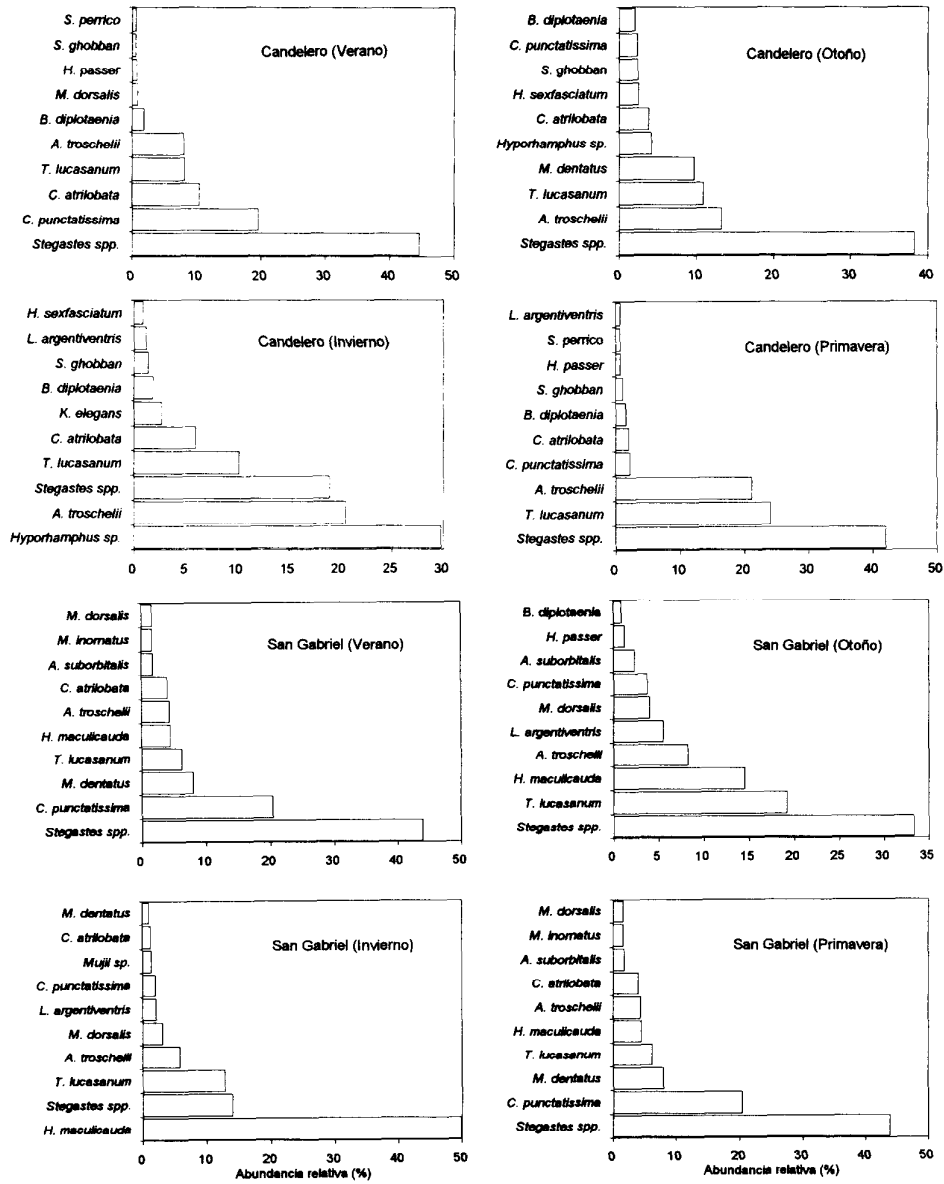 Candelero (Verano)
S. perrico
S. ghobban
H. passer
M. dorsalis
B. diplotaenia
A. troschelii
T. lucasanum
C. atrilobata
C. punctatissima
Stegastes spp.
0 10 20 30 40 50
Candelero (Otoño)
B. diplotaenia
C. punctatissima
S. ghobban
H. sexfasciatum
C. atrilobata
Hyporhamphus sp.
M. dentatus
T. lucasanum
A. troschelii
Stegastes spp.
0 10 20 30 40
Candelero (Invierno)
H. sexfasciatum
L. argentiventris
S. ghobban
B. diplotaenia
K. elegans
C. atrilobata
T. lucasanum
Stegastes spp.
A. troschelii
Hyporhamphus sp.
0 5 10 15 20 25 30
Candelero (Primavera)
L. argentiventris
S. perrico
H. passer
S. ghobban
B. diplotaenia
C. atrilobata
C. punctatissima
A. troschelii
T. lucasanum
Stegastes spp.
0 10 20 30 40 50
San Gabriel (Verano)
M. dorsalis
M. inornatus
A. suborbitalis
C. atrilobata
A. troschelii
H. maculicauda
T. lucasanum
M. dentatus
C. punctatissima
Stegastes spp.
0 10 20 30 40 50
San Gabriel (Otoño)
B. diplotaenia
H. passer
A. suborbitalis
C. punctatissima
M. dorsalis
L. argentiventris
A. troschelii
H. maculicauda
T. lucasanum
Stegastes spp.
0 5 10 15 20 25 30 35
San Gabriel (Invierno)
M. dentatus
C. atrilobata
Mujil sp.
C. punctatissima
L. argentiventris
M. dorsalis
A. troschelii
T. lucasanum
Stegastes spp.
H. maculicauda
0 10 20 30 40 50
Abundancia relativa (%)
San Gabriel (Primavera)
M. dorsalis
M. inornatus
A. suborbitalis
C. atrilobata
A. troschelii
H. maculicauda
T. lucasanum
M. dentatus
C. punctatissima
Stegastes spp.
0 10 20 30 40 50
Abundancia relativa (%)